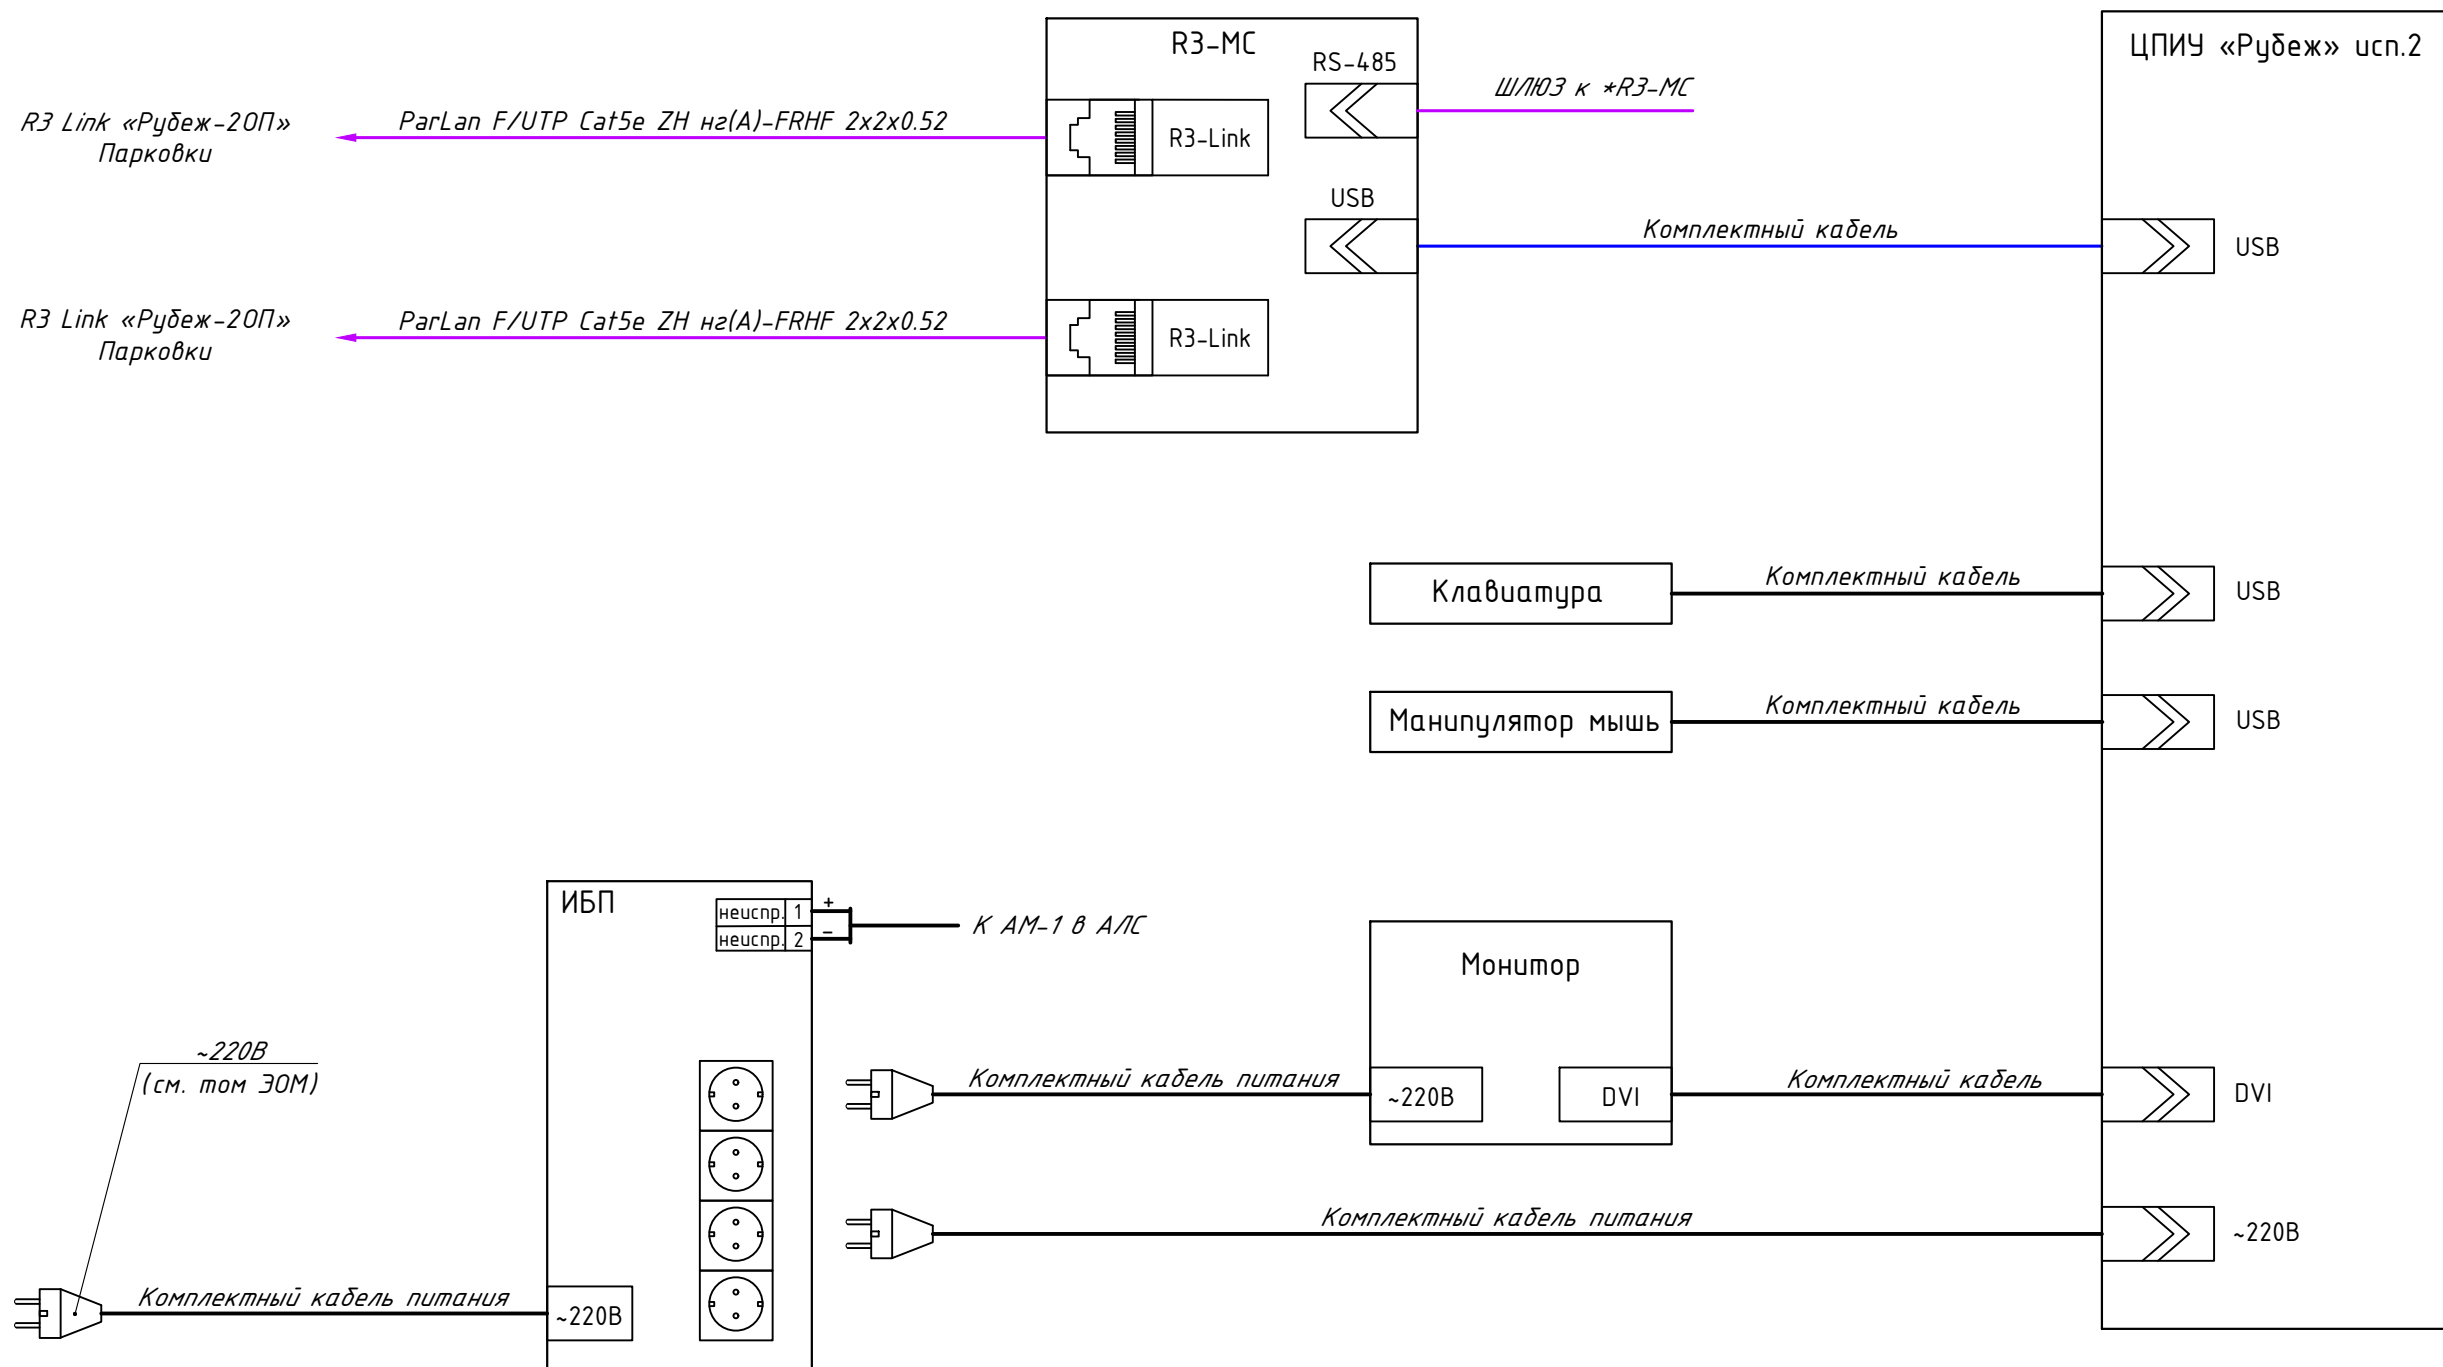 R3-МС
ЦПИУ «Рубеж» исп.2
RS-485
ШЛЮЗ к *R3-МС
R3 Link «Рубеж-2ОП»
Парковки
ParLan F/UTP Cat5e ZH нг(А)-FRHF 2x2x0.52
R3-Link
USB
Комплектный кабель
USB
R3 Link «Рубеж-2ОП»
Парковки
ParLan F/UTP Cat5e ZH нг(А)-FRHF 2x2x0.52
R3-Link
Клавиатура
Комплектный кабель
USB
Манипулятор мышь
Комплектный кабель
USB
ИБП
неиспр. 1 +
неиспр. 2 -
К АМ-1 в АЛС
Монитор
~220В
(см. том ЭОМ)
Комплектный кабель питания
~220В
DVI
Комплектный кабель
DVI
Комплектный кабель питания
~220В
Комплектный кабель питания
~220В